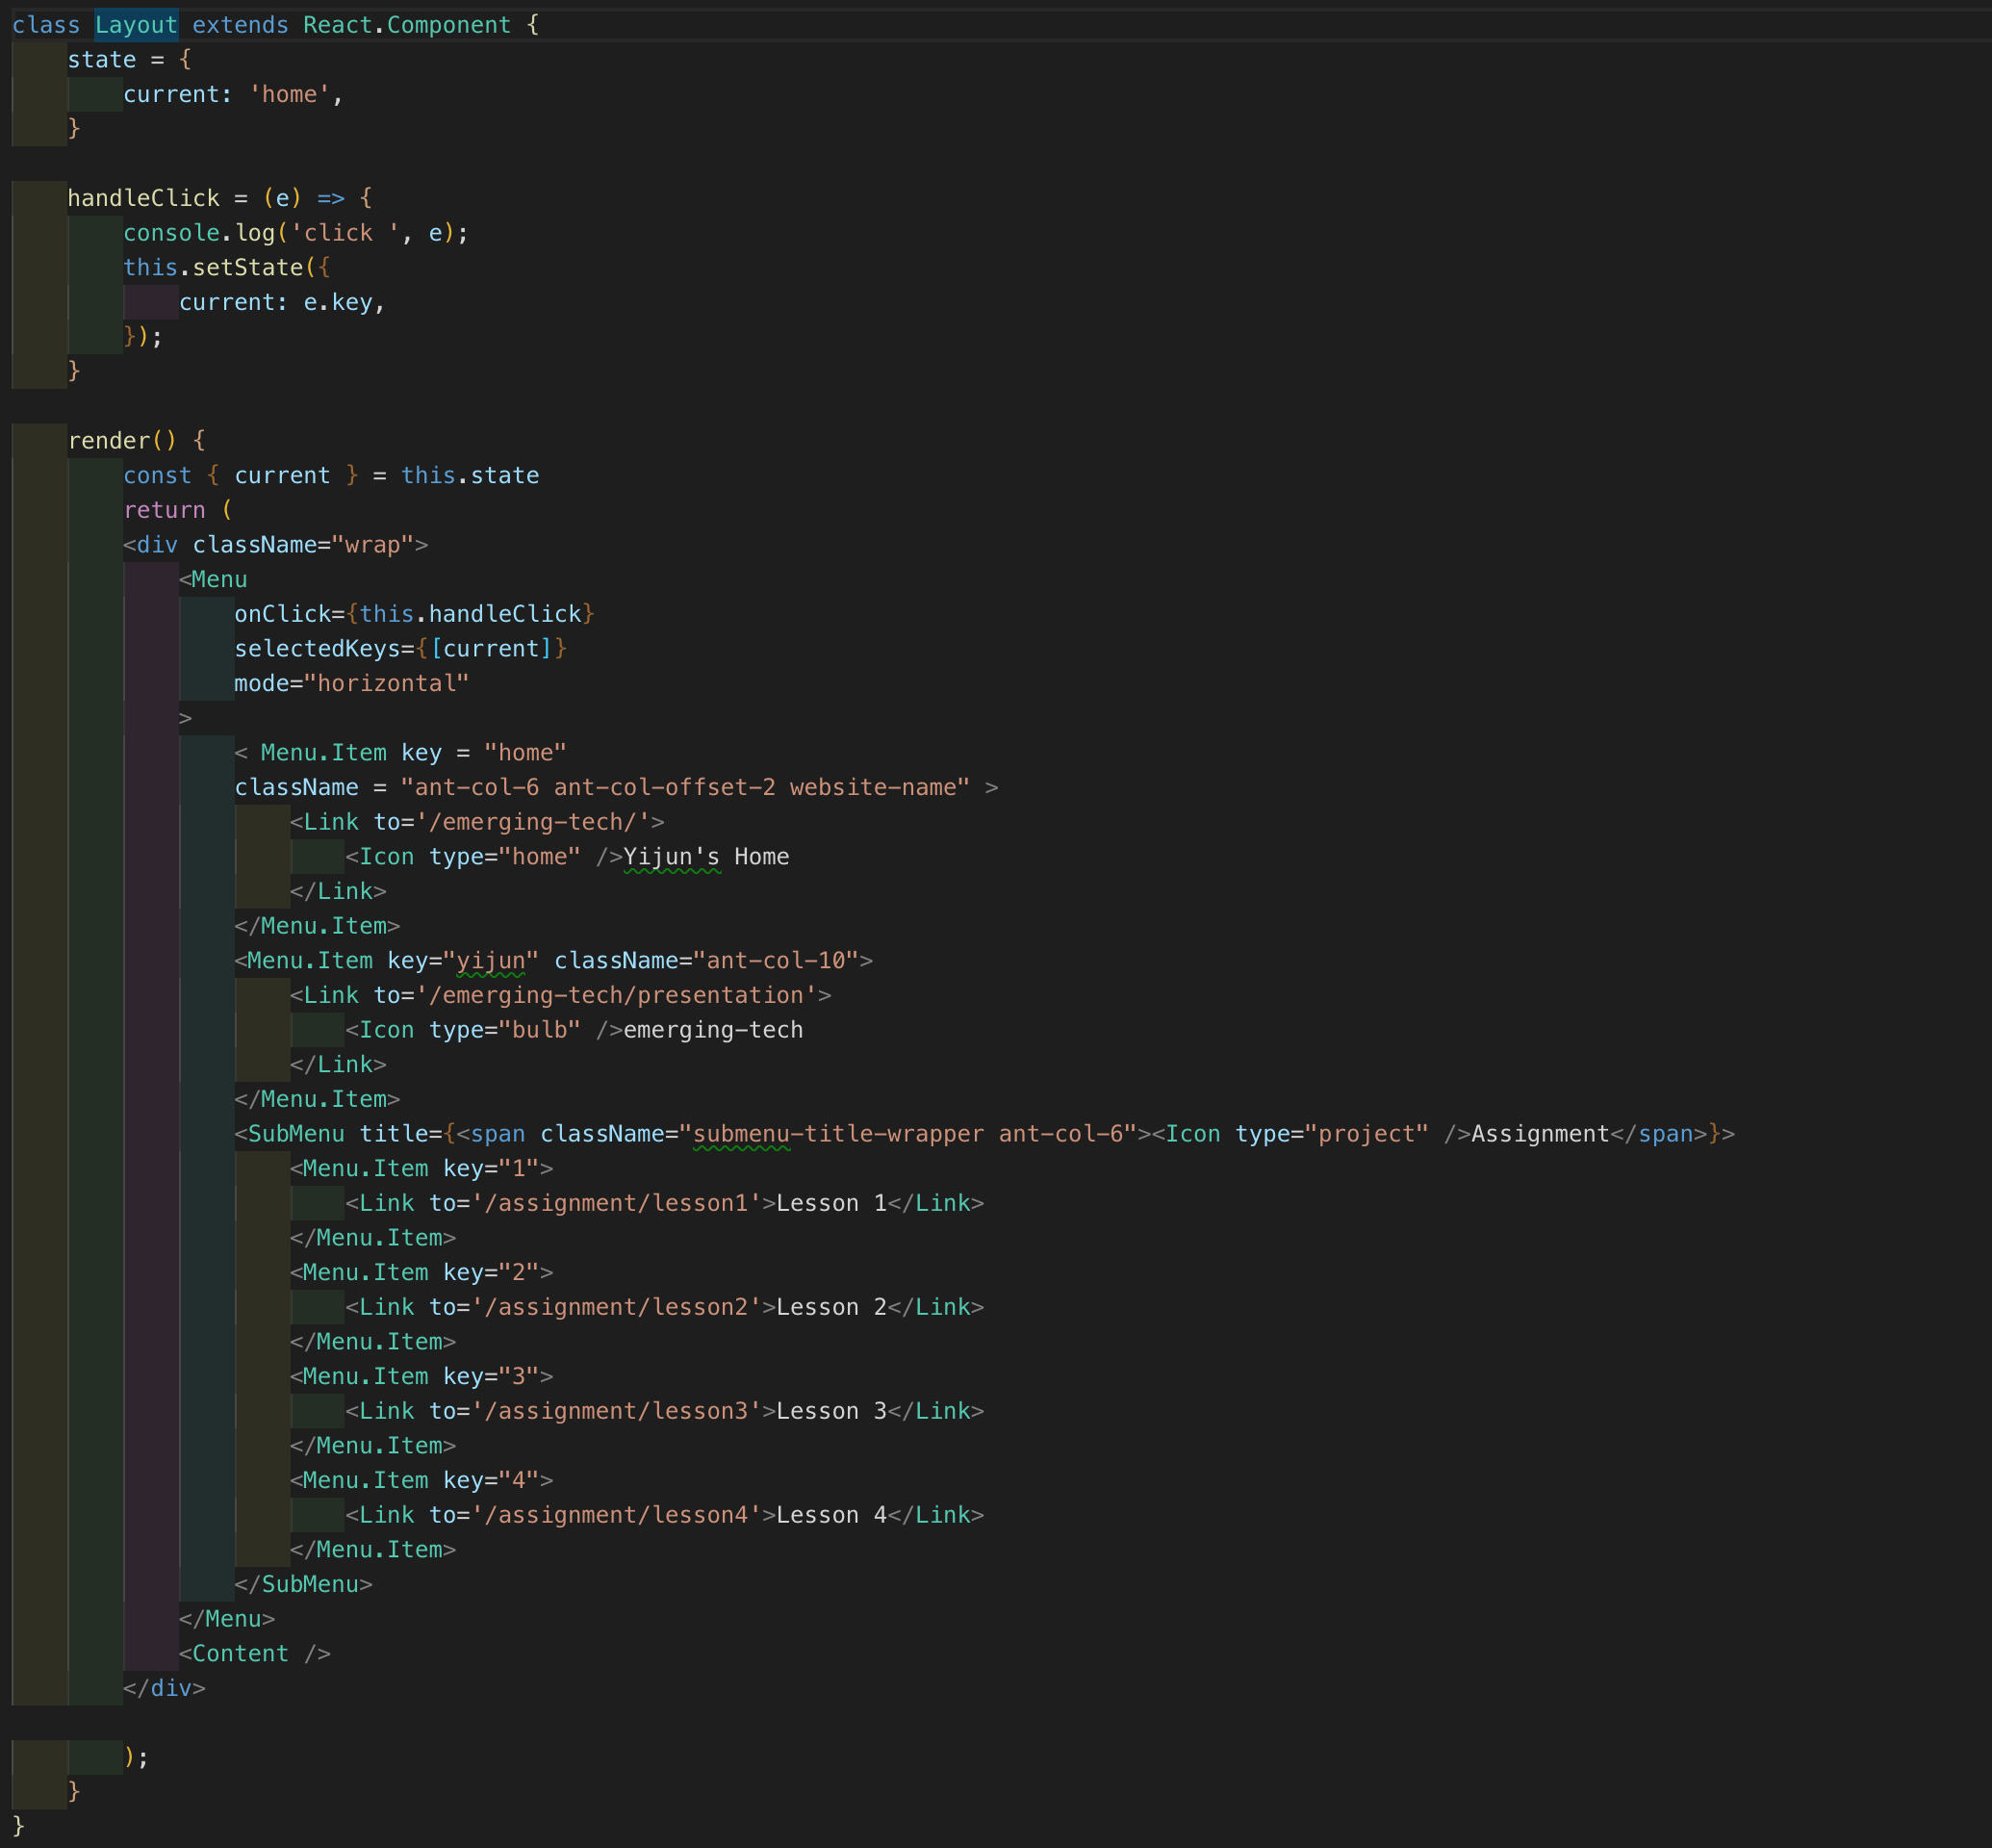 class Layout extends React.Component {
    state = {
        current: 'home',
    }

    handleClick = (e) => {
        console.log('click ', e);
        this.setState({
            current: e.key,
        });
    }

    render() {
        const { current } = this.state
        return (
        <div className="wrap">
            <Menu
                onClick={this.handleClick}
                selectedKeys={[current]}
                mode="horizontal"
            >
                < Menu.Item key = "home"
                className = "ant-col-6 ant-col-offset-2 website-name" >
                    <Link to='/emerging-tech/'>
                        <Icon type="home" />Yijun's Home
                    </Link>
                </Menu.Item>
                <Menu.Item key="yijun" className="ant-col-10">
                    <Link to='/emerging-tech/presentation'>
                        <Icon type="bulb" />emerging-tech
                    </Link>
                </Menu.Item>
                <SubMenu title={<span className="submenu-title-wrapper ant-col-6"><Icon type="project" />Assignment</span>}>
                    <Menu.Item key="1">
                        <Link to='/assignment/lesson1'>Lesson 1</Link>
                    </Menu.Item>
                    <Menu.Item key="2">
                        <Link to='/assignment/lesson2'>Lesson 2</Link>
                    </Menu.Item>
                    <Menu.Item key="3">
                        <Link to='/assignment/lesson3'>Lesson 3</Link>
                    </Menu.Item>
                    <Menu.Item key="4">
                        <Link to='/assignment/lesson4'>Lesson 4</Link>
                    </Menu.Item>
                </SubMenu>
            </Menu>
            <Content />
        </div>

        );
    }
}